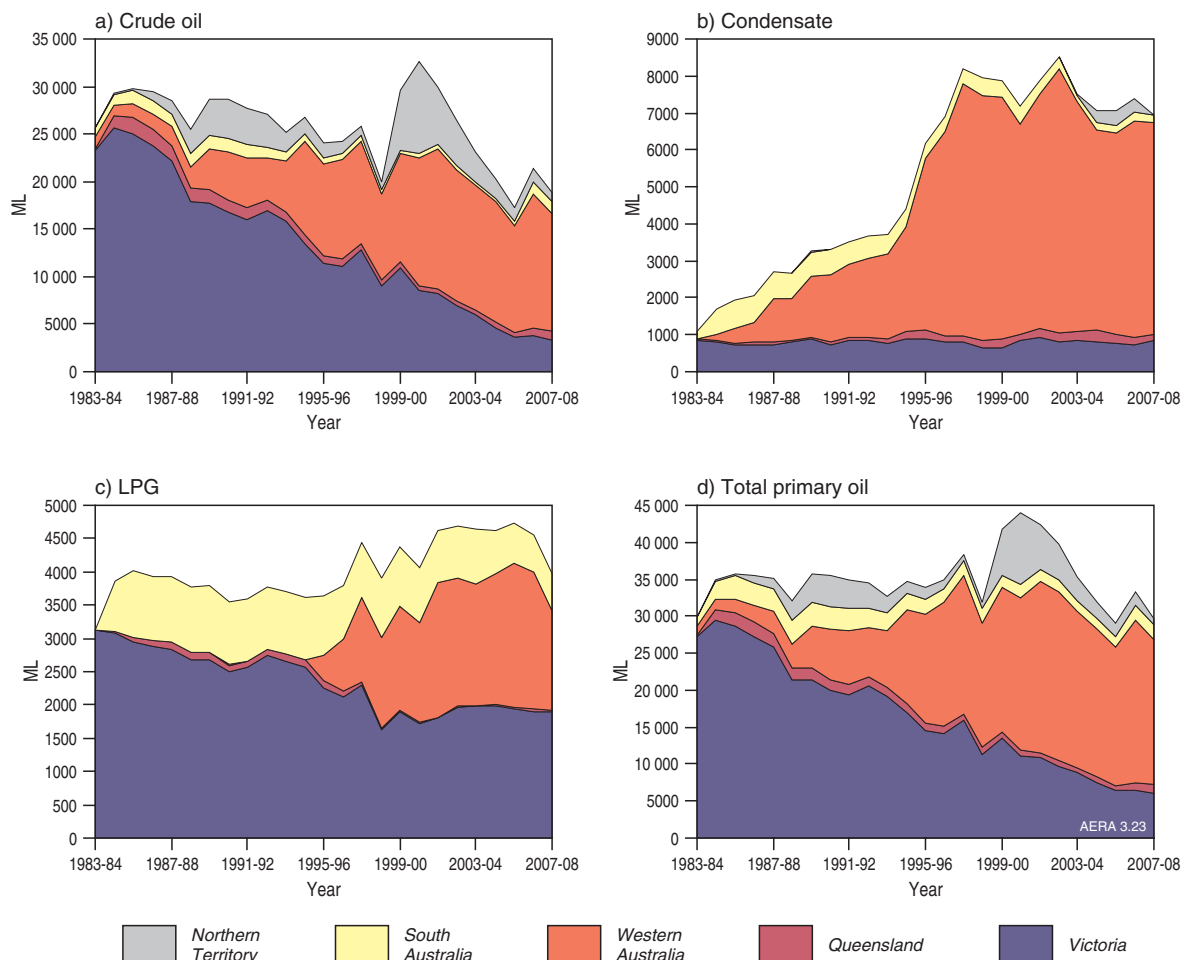 a) Crude oil
35 000
30 000
25 000
20 000
15 000
10 000
5000
0
ML
1983-84 1987-88 1991-92 1995-96 1999-00 2003-04 2007-08
Year
b) Condensate
9000
8000
7000
6000
5000
4000
3000
2000
1000
0
ML
1983-84 1987-88 1991-92 1995-96 1999-00 2003-04 2007-08
Year
c) LPG
5000
4500
4000
3500
3000
2500
2000
1500
1000
500
0
ML
1983-84 1987-88 1991-92 1995-96 1999-00 2003-04 2007-08
Year
d) Total primary oil
45 000
40 000
35 000
30 000
25 000
20 000
15 000
10 000
5000
0
ML
AERA 3.23
1983-84 1987-88 1991-92 1995-96 1999-00 2003-04 2007-08
Year
Northern
Territory
South
Australia
Western
Australia
Queensland
Victoria